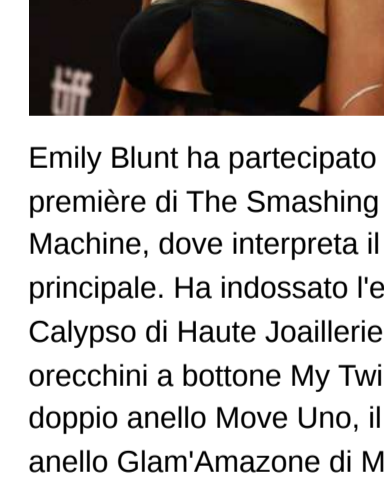 tiff
Emily Blunt ha partecipato
première di The Smashing
Machine, dove interpreta il
principale. Ha indossato l'e
Calypso di Haute Joaillerie
orecchini a bottone My Twi
doppio anello Move Uno, il
anello Glam'Amazone di M